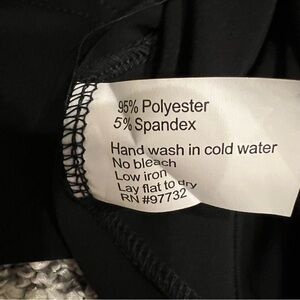 95% Polyester
5% Spandex
Hand wash in cold water
No bleach
Low iron
Lay flat to dry
RN #97732